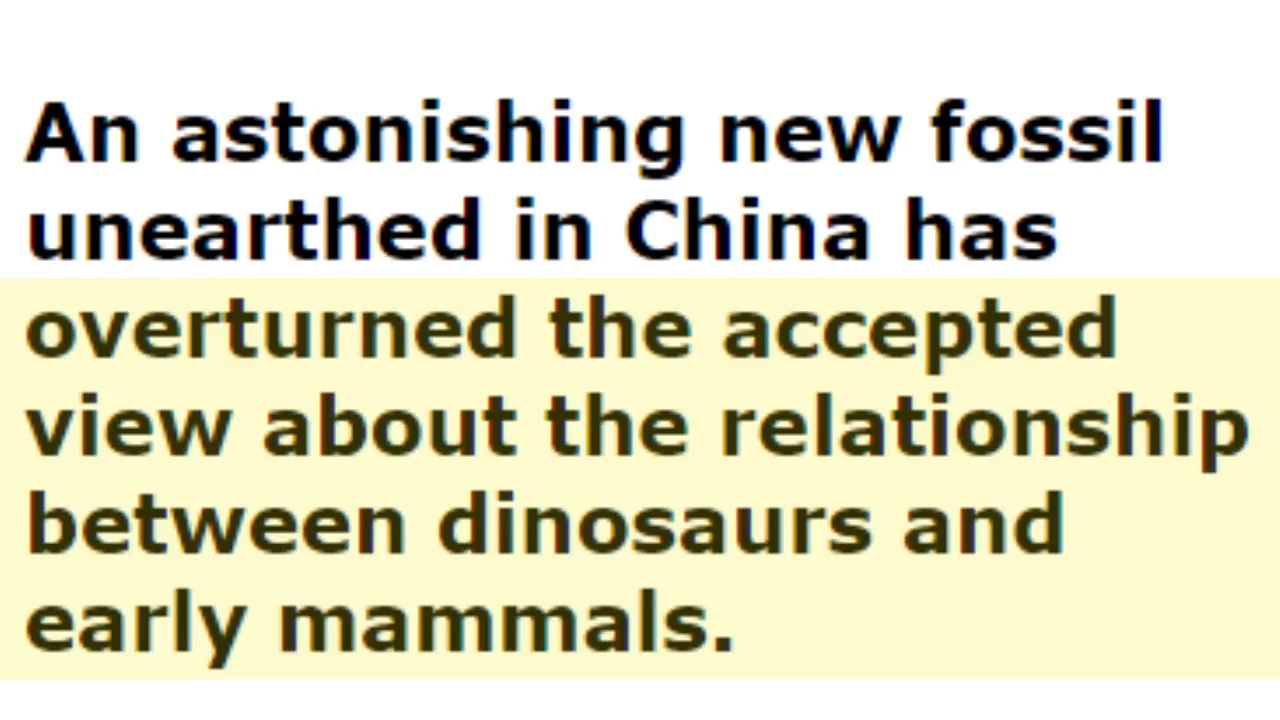 An astonishing new fossil
unearthed in China has
overturned the accepted
view about the relationship
between dinosaurs and
early mammals.